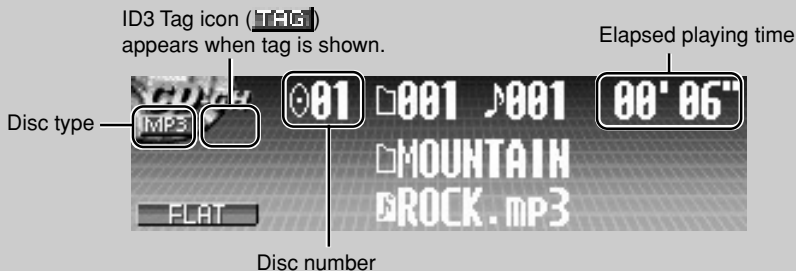 ID3 Tag icon (TAG)
appears when tag is shown.
Elapsed playing time
Disc type
01 001 001 00' 06"
MP3
MOUNTAIN
FLAT
ROCK.mp3
Disc number